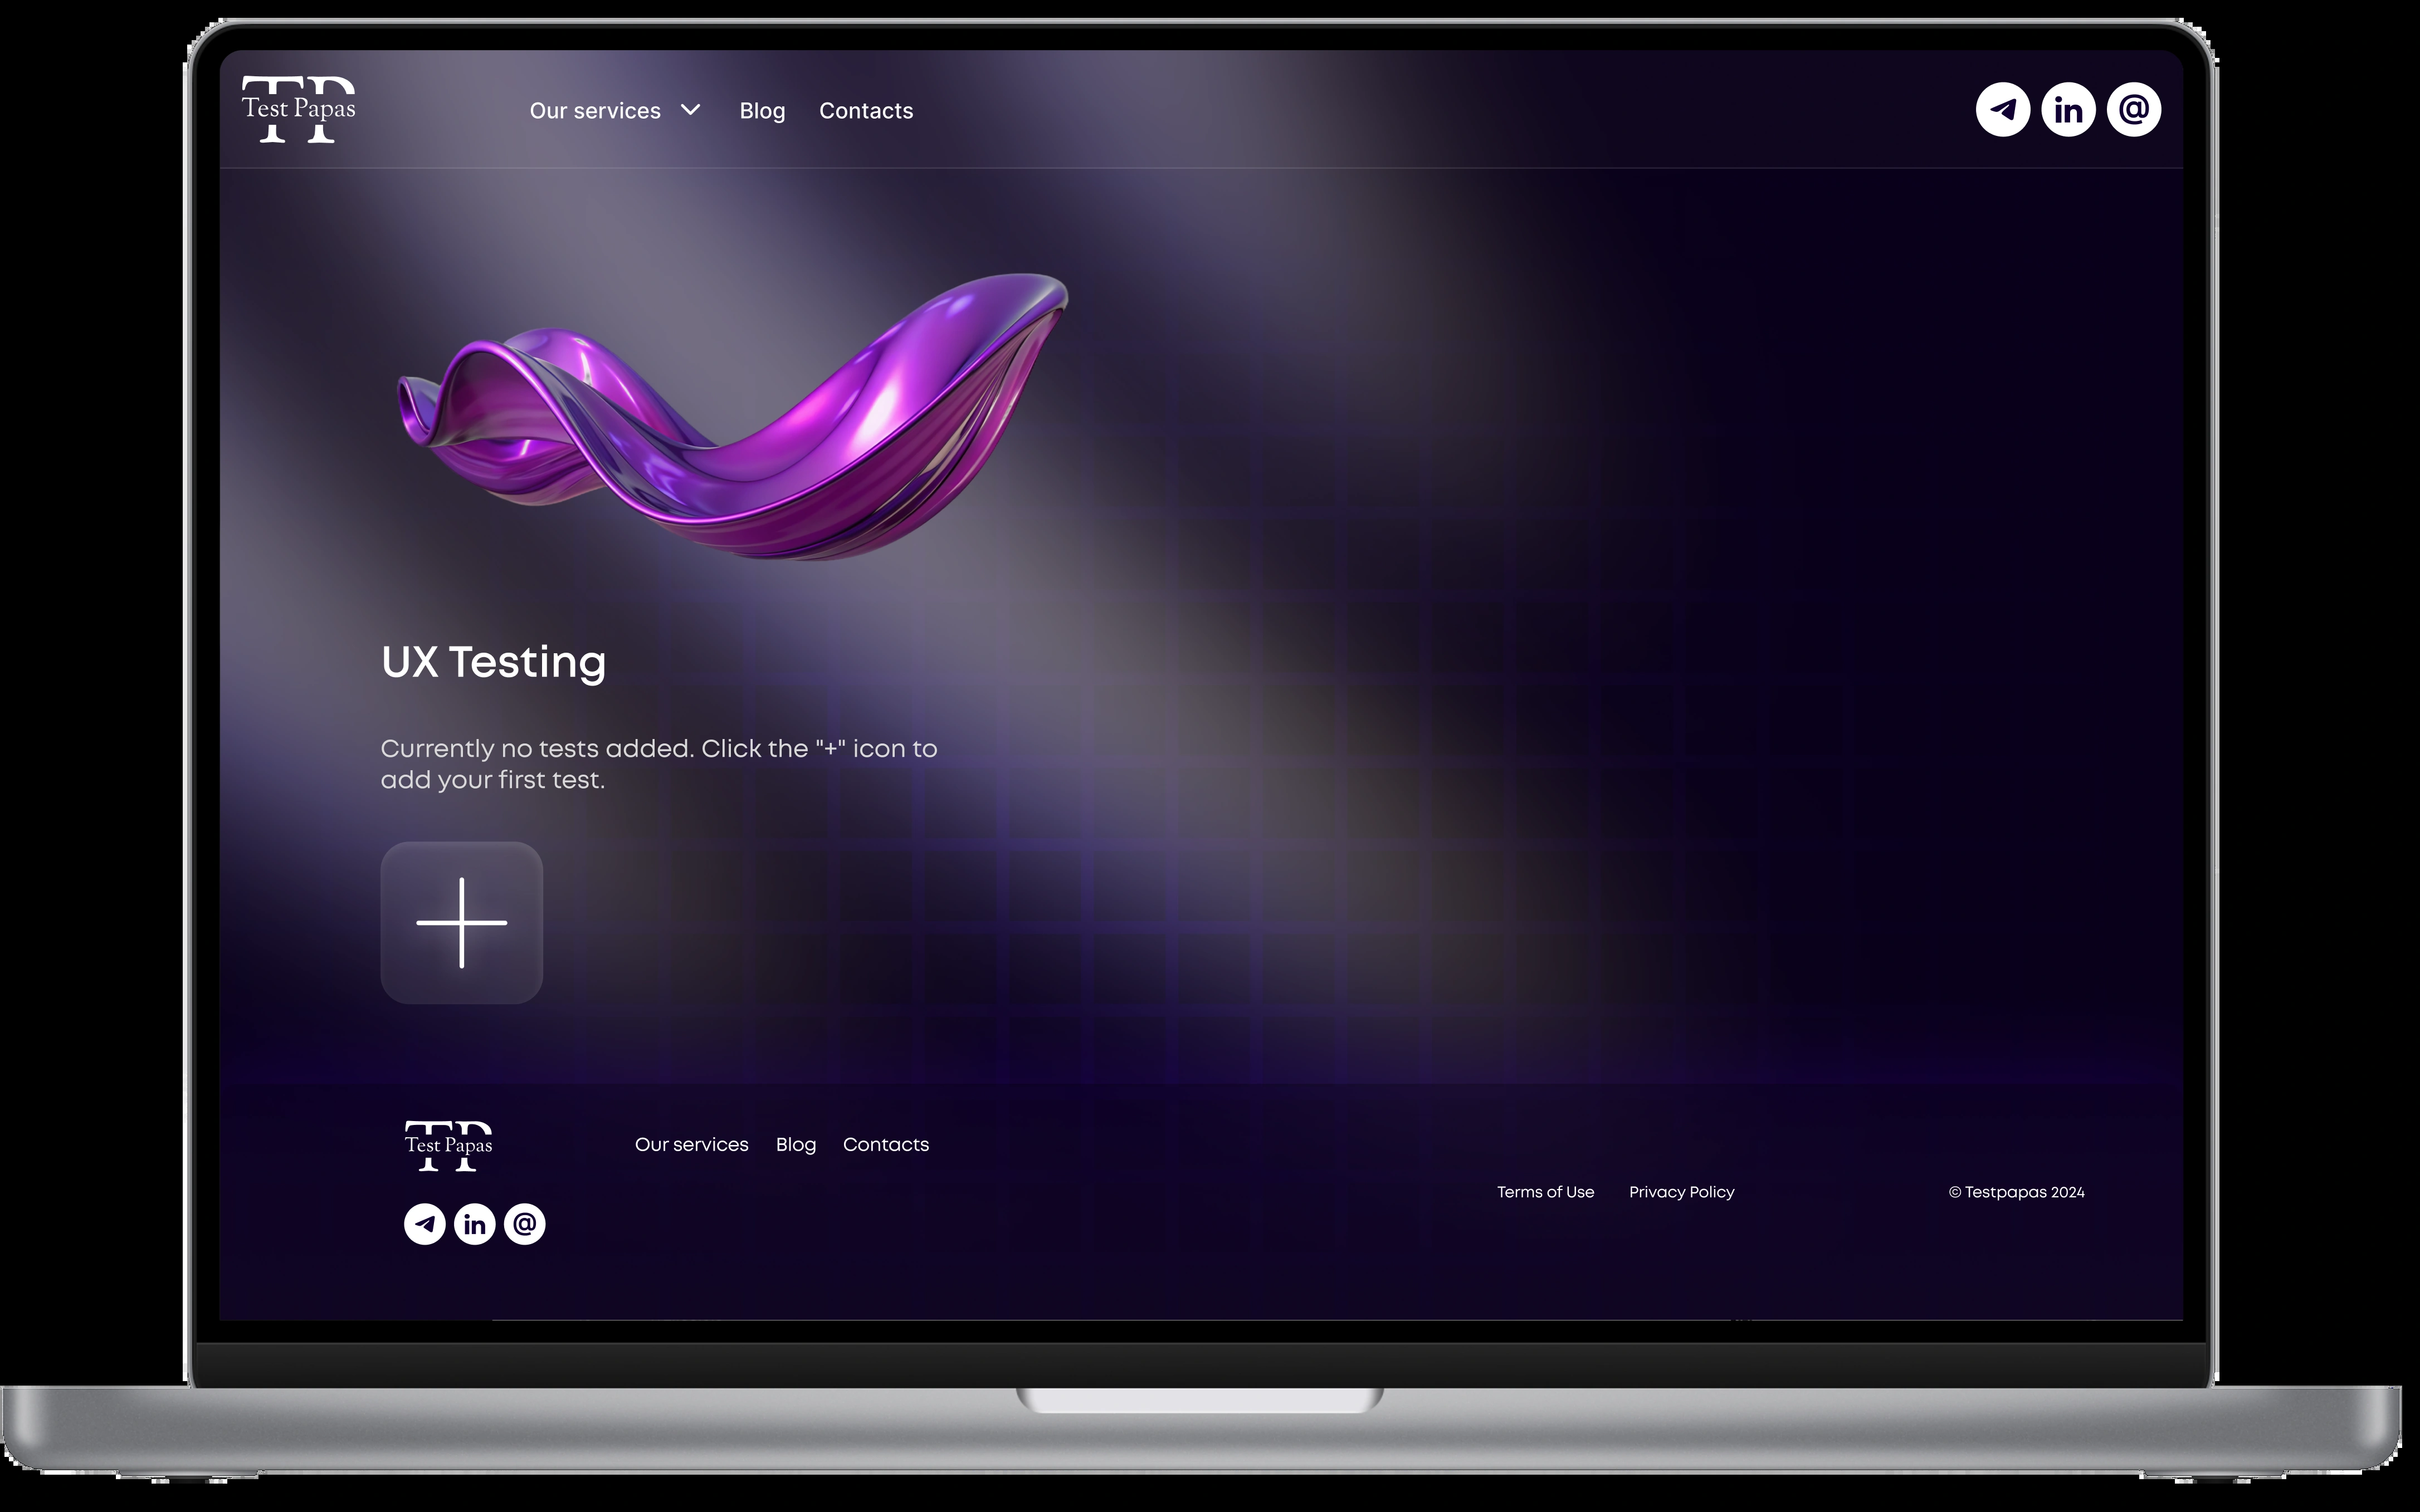 TP
Test Papas
Our services
Blog
Contacts
in
@
UX Testing
Currently no tests added. Click the "+" icon to
add your first test.
TP
Test Papas
Our services
Blog
Contacts
Terms of Use
Privacy Policy
© Testpapas 2024
in
@